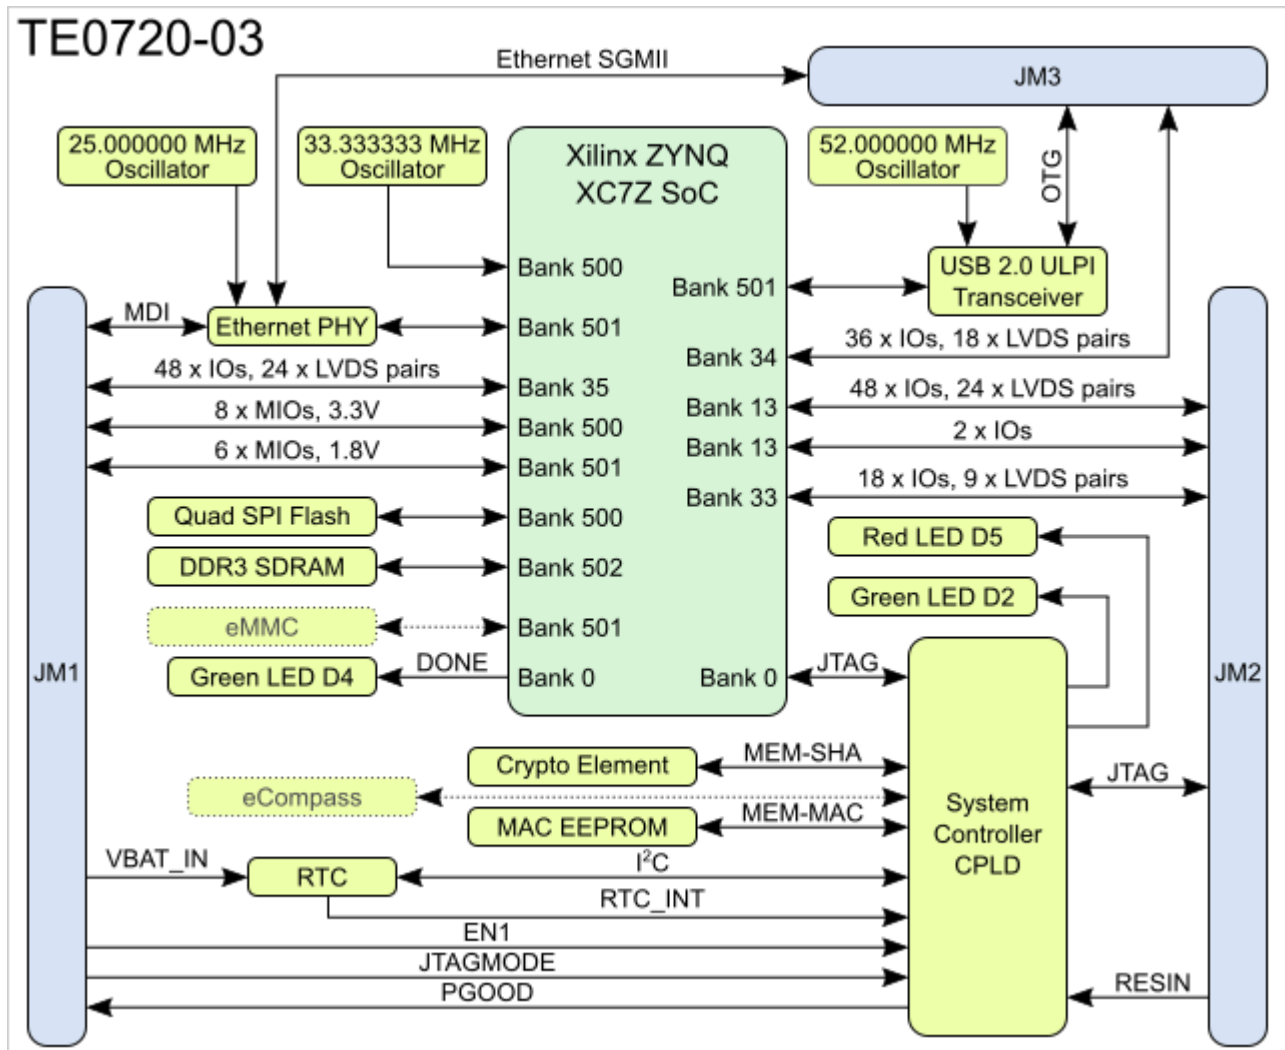 TE0720-03
Ethernet SGMII
JM3
25.000000 MHz
Oscillator
33.333333 MHz
Oscillator
Xilinx ZYNQ
XC7Z SoC
52.000000 MHz
Oscillator
OTG
Bank 500
Bank 501
USB 2.0 ULPI
Transceiver
MDI
Ethernet PHY
Bank 501
36 x IOs, 18 x LVDS pairs
Bank 34
48 x IOs, 24 x LVDS pairs
Bank 35
48 x IOs, 24 x LVDS pairs
Bank 13
8 x MIOs, 3.3V
Bank 500
2 x IOs
Bank 13
6 x MIOs, 1.8V
Bank 501
18 x IOs, 9 x LVDS pairs
Bank 33
Quad SPI Flash
Bank 500
Red LED D5
DDR3 SDRAM
Bank 502
Green LED D2
eMMC
Bank 501
JM1
Green LED D4
DONE
Bank 0
Bank 0
JTAG
JM2
Crypto Element
MEM-SHA
JTAG
eCompass
MAC EEPROM
MEM-MAC
System
Controller
CPLD
VBAT_IN
RTC
I²C
RTC_INT
EN1
JTAGMODE
PGOOD
RESIN